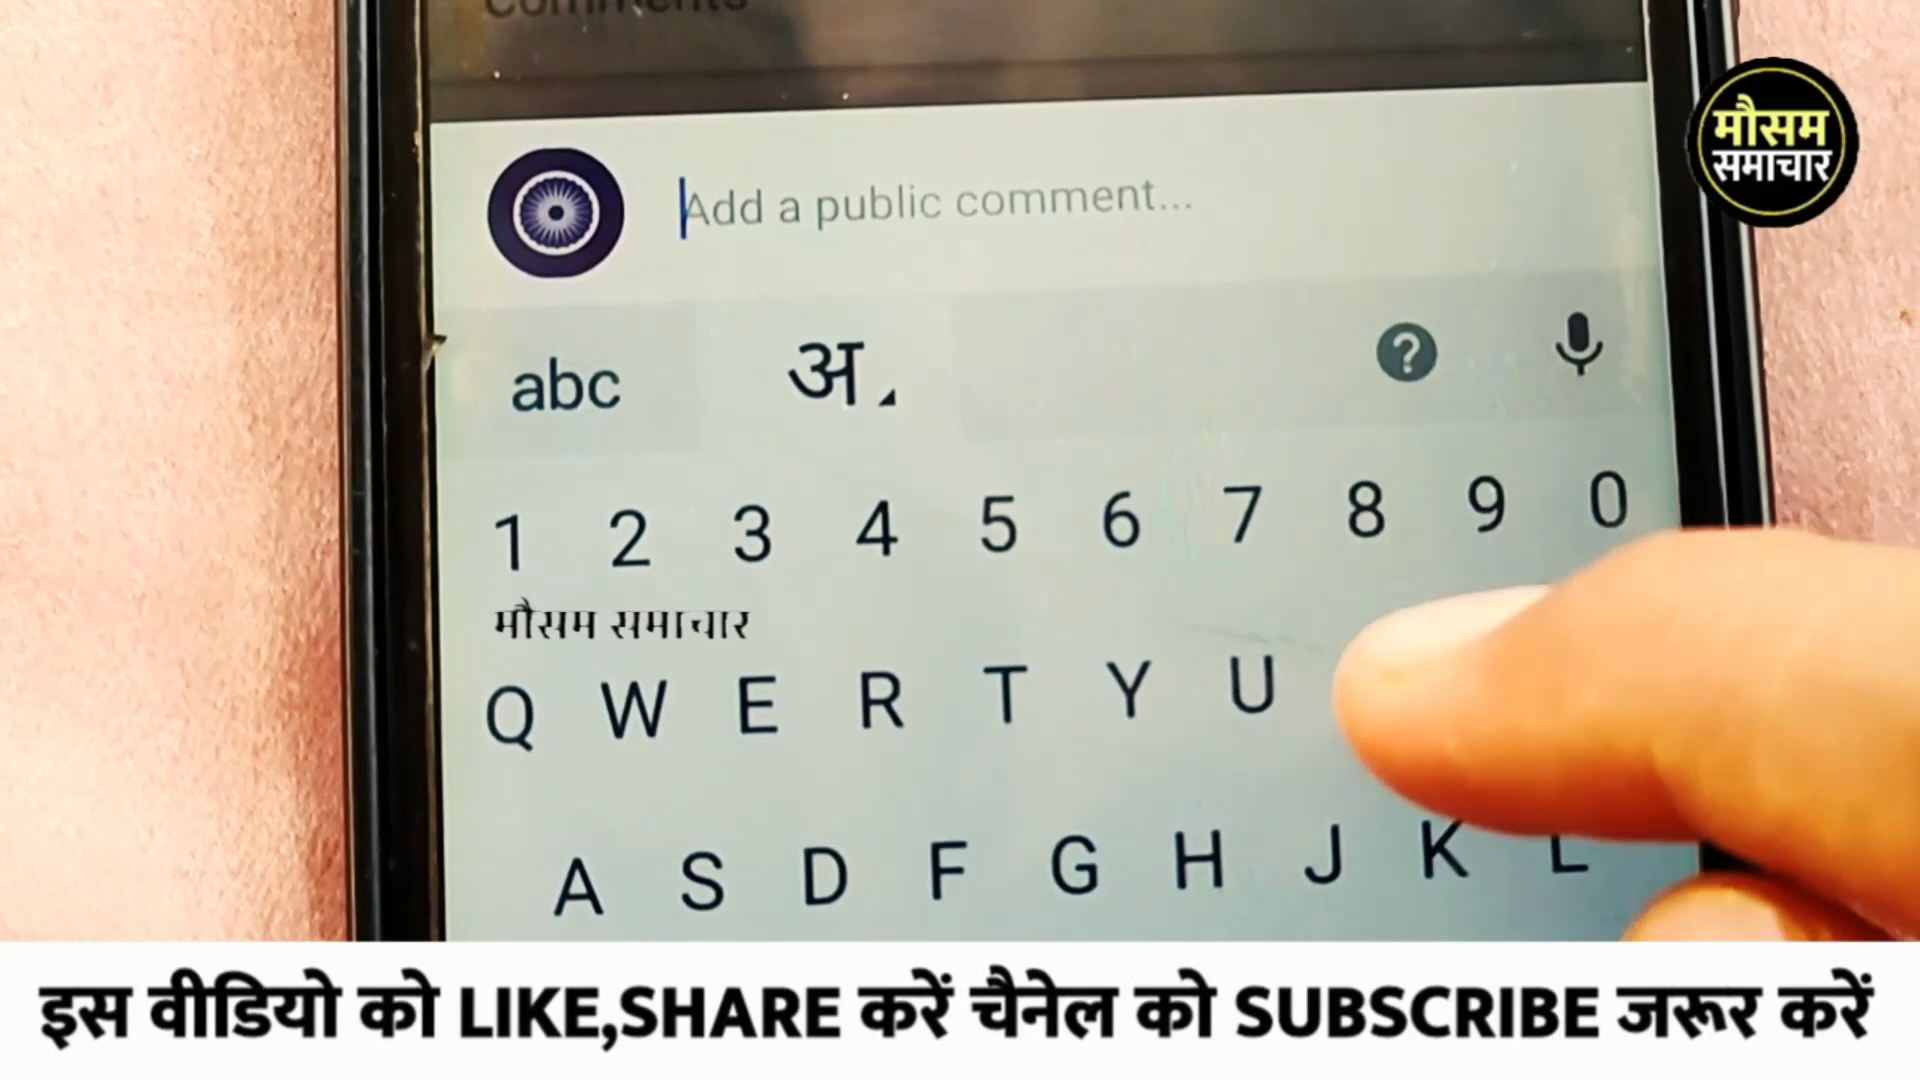 Comments
मौसम
समाचार
Add a public comment...
abc अ
1 2 3 4 5 6 7 8 9 0
मौसम समाचार
Q W E R T Y U
A S D F G H J K L
इस वीडियो को LIKE,SHARE करें चैनेल को SUBSCRIBE जरूर करें